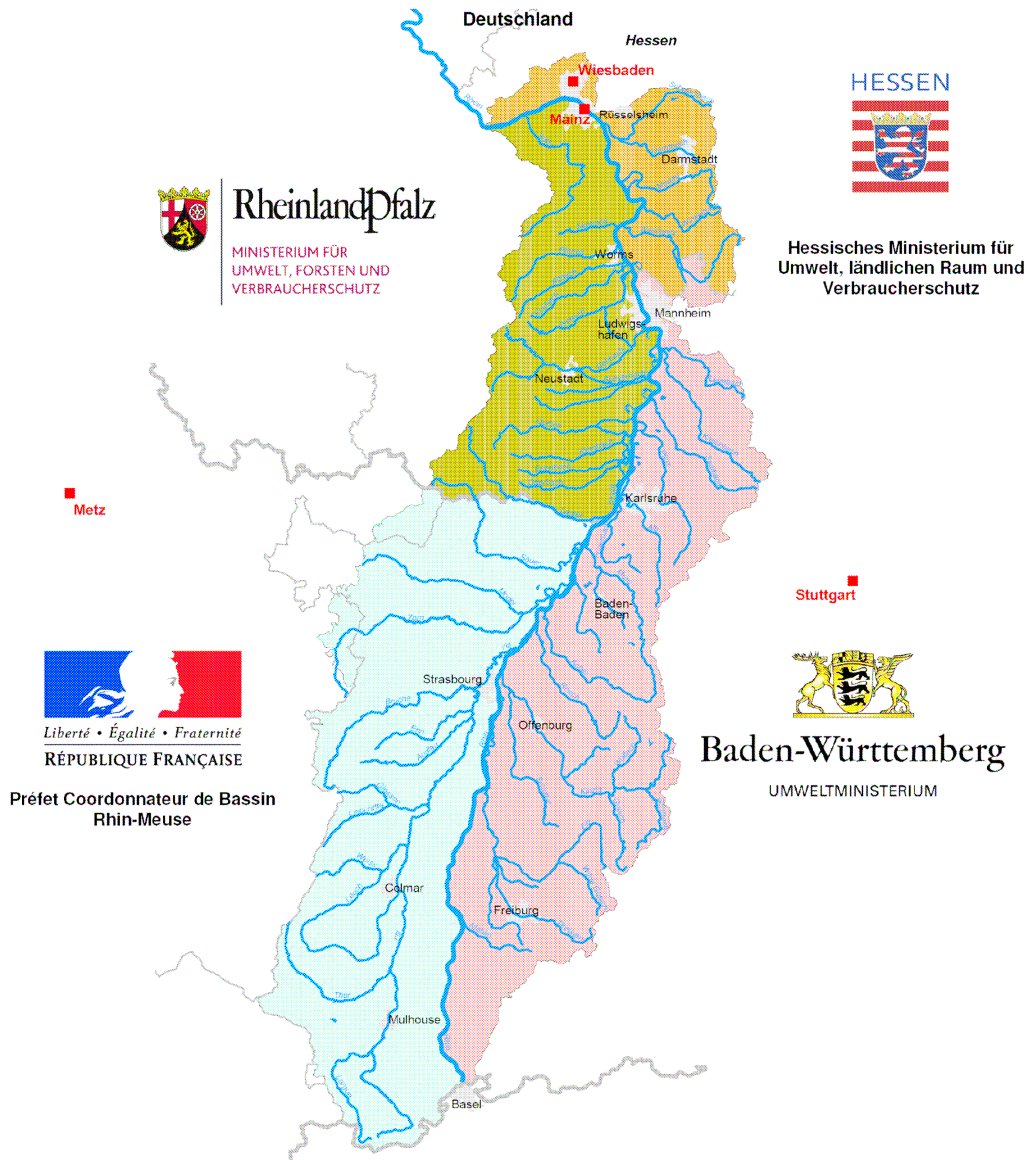 Deutschland
Hessen
Wiesbaden
Mainz
Rüsselsheim
Darmstadt
HESSEN
Hessisches Ministerium für
Umwelt, ländlichen Raum und
Verbraucherschutz
RheinlandPfalz
MINISTERIUM FÜR
UMWELT, FORSTEN UND
VERBRAUCHERSCHUTZ
Worms
Mannheim
Ludwigs-
hafen
Neustadt
Karlsruhe
Metz
Stuttgart
Baden-
Baden
Strasbourg
Offenburg
Liberté • Égalité • Fraternité
RÉPUBLIQUE FRANÇAISE
Préfet Coordonnateur de Bassin
Rhin-Meuse
Baden-Württemberg
UMWELTMINISTERIUM
Colmar
Freiburg
Thur
Mulhouse
Basel